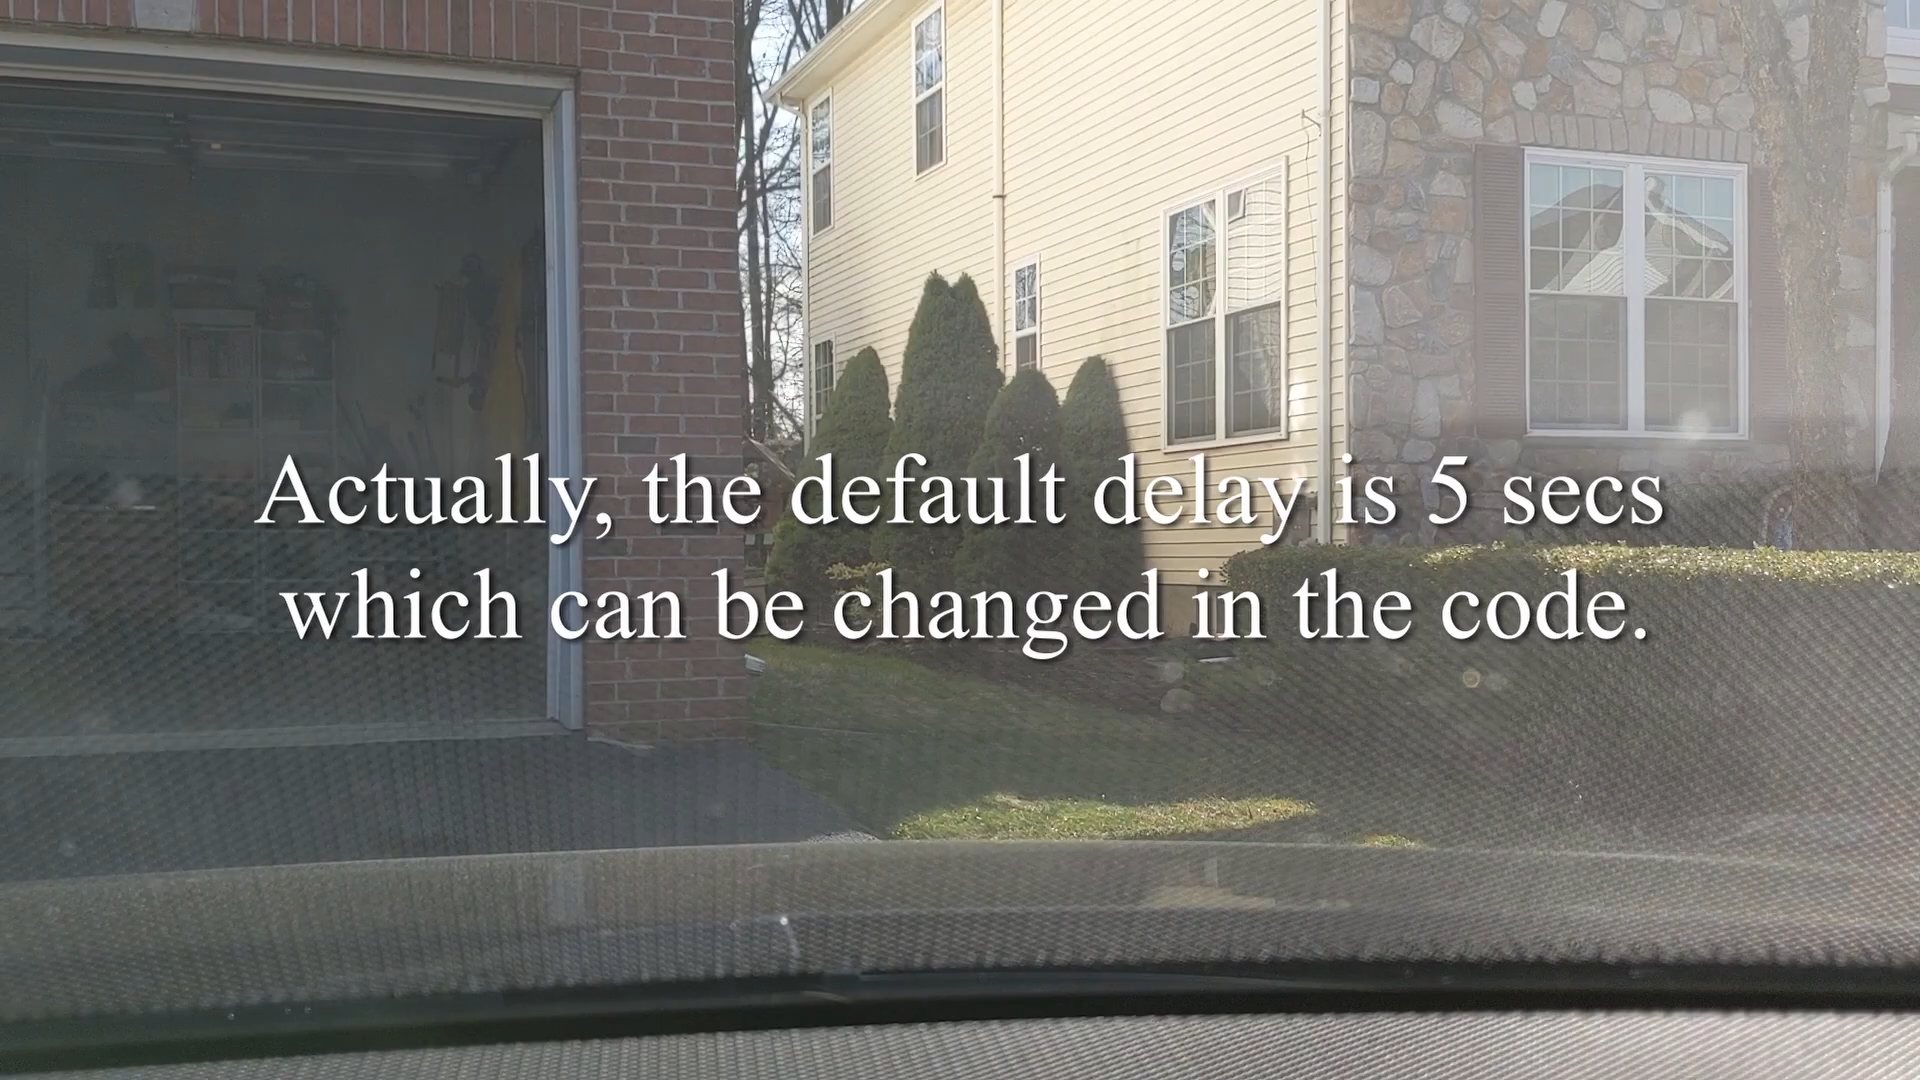 Actually, the default delay is 5 secs
which can be changed in the code.